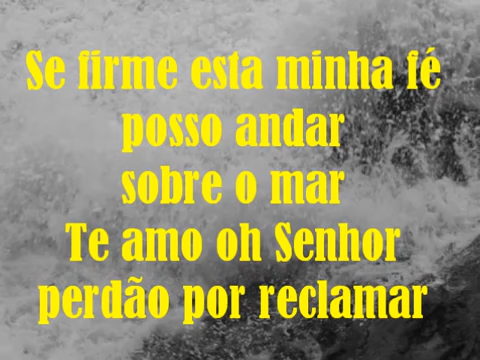 Se firme esta minha fé
posso andar
sobre o mar
Te amo oh Senhor
perdão por reclamar